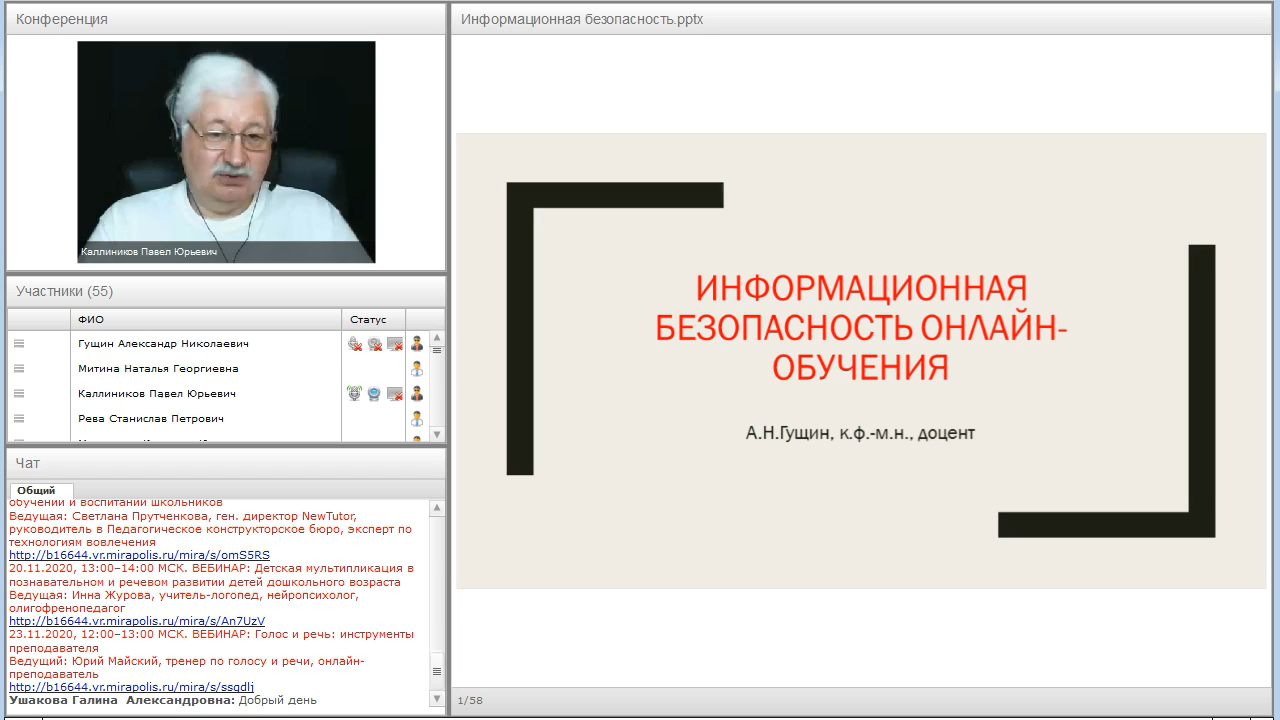 Конференция
Каллиников Павел Юрьевич
Участники (55)
ФИО
Статус
Гущин Александр Николаевич
Митина Наталья Георгиевна
Каллиников Павел Юрьевич
Рева Станислав Петрович
Чат
Общий
обучении и воспитании школьников
Ведущая: Светлана Прутченкова, ген. директор NewTutor,
руководитель в Педагогическое конструкторское бюро, эксперт по
технологиям вовлечения
http://b16644.vr.mirapolis.ru/mira/s/omS5RS
20.11.2020, 13:00–14:00 МСК. ВЕБИНАР: Детская мультипликация в
познавательном и речевом развитии детей дошкольного возраста
Ведущая: Инна Журова, учитель-логопед, нейропсихолог,
олигофренопедагог
http://b16644.vr.mirapolis.ru/mira/s/An7UzV
23.11.2020, 12:00–13:00 МСК. ВЕБИНАР: Голос и речь: инструменты
преподавателя
Ведущий: Юрий Майский, тренер по голосу и речи, онлайн-
преподаватель
http://b16644.vr.mirapolis.ru/mira/s/ssgdlj
Ушакова Галина Александровна: Добрый день
Информационная безопасность.pptx
ИНФОРМАЦИОННАЯ
БЕЗОПАСНОСТЬ ОНЛАЙН-
ОБУЧЕНИЯ
А.Н.Гущин, к.ф.-м.н., доцент
1/58